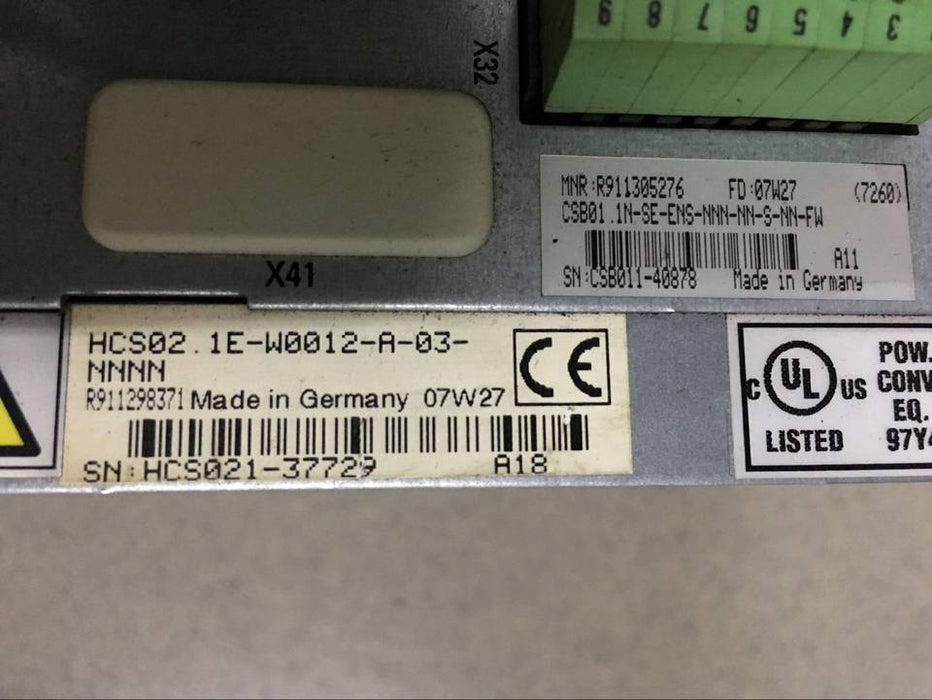 9 8 7 6 5 4 3
X32
MNR:R911305276 FD:07W27 (7260)
CSB01.1N-SE-ENS-NNN-NN-S-NN-FW
A11
SN:CSB011-40878 Made in Germany
X41
HCS02.1E-W0012-A-03-
NNNN
CE
R911298371 Made in Germany 07W27
SN:HCS021-37729 A18
C UL US
LISTED
POW.
CONV
EQ.
97Y4